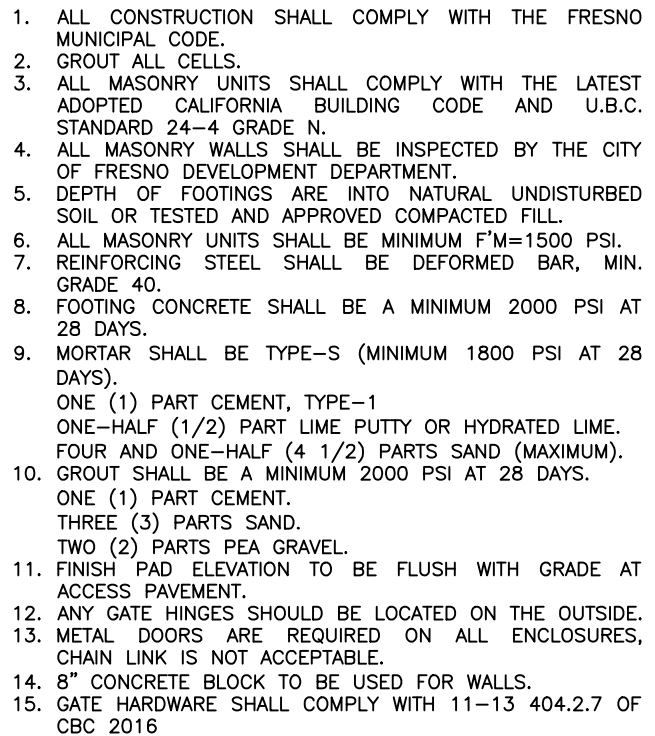 1. ALL CONSTRUCTION SHALL COMPLY WITH THE FRESNO
MUNICIPAL CODE.
2. GROUT ALL CELLS.
3. ALL MASONRY UNITS SHALL COMPLY WITH THE LATEST
ADOPTED CALIFORNIA BUILDING CODE AND U.B.C.
STANDARD 24-4 GRADE N.
4. ALL MASONRY WALLS SHALL BE INSPECTED BY THE CITY
OF FRESNO DEVELOPMENT DEPARTMENT.
5. DEPTH OF FOOTINGS ARE INTO NATURAL UNDISTURBED
SOIL OR TESTED AND APPROVED COMPACTED FILL.
6. ALL MASONRY UNITS SHALL BE MINIMUM F'M=1500 PSI.
7. REINFORCING STEEL SHALL BE DEFORMED BAR, MIN.
GRADE 40.
8. FOOTING CONCRETE SHALL BE A MINIMUM 2000 PSI AT
28 DAYS.
9. MORTAR SHALL BE TYPE-S (MINIMUM 1800 PSI AT 28
DAYS).
ONE (1) PART CEMENT, TYPE-1
ONE-HALF (1/2) PART LIME PUTTY OR HYDRATED LIME.
FOUR AND ONE-HALF (4 1/2) PARTS SAND (MAXIMUM).
10. GROUT SHALL BE A MINIMUM 2000 PSI AT 28 DAYS.
ONE (1) PART CEMENT.
THREE (3) PARTS SAND.
TWO (2) PARTS PEA GRAVEL.
11. FINISH PAD ELEVATION TO BE FLUSH WITH GRADE AT
ACCESS PAVEMENT.
12. ANY GATE HINGES SHOULD BE LOCATED ON THE OUTSIDE.
13. METAL DOORS ARE REQUIRED ON ALL ENCLOSURES,
CHAIN LINK IS NOT ACCEPTABLE.
14. 8" CONCRETE BLOCK TO BE USED FOR WALLS.
15. GATE HARDWARE SHALL COMPLY WITH 11-13 404.2.7 OF
CBC 2016